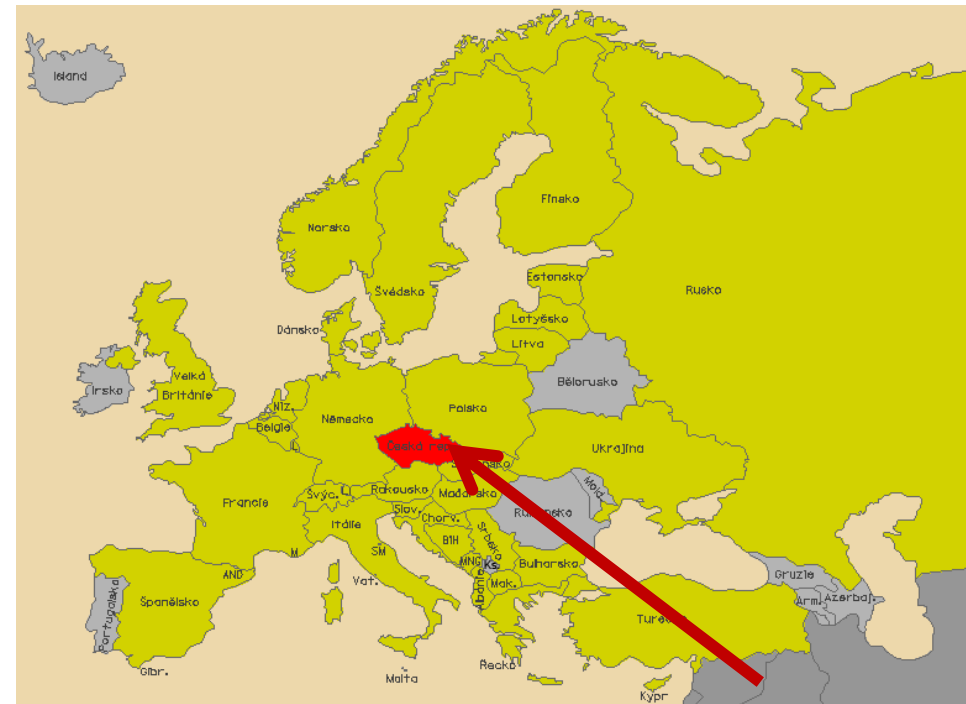 Island
Finsko
Norsko
Estonsko
Rusko
Švédsko
Lotyšsko
Dánsko
Litva
Bělorusko
Velká
Británie
Irsko
Niz.
Polsko
Německo
Belgie
Česká
Ukrajina
L
Rakousko
Maďarsko
Mold.
Švýc.
L
Francie
Slov.
Chorv.
Itálie
Srbsko
BIH
M
SM
MNG
Ks
Bulharsko
AND
Vat.
Gruzie
Albánie
Mak.
Arm.
Azerbaj.
Španělsko
Portugalsko
Řecko
Gibr.
Malta
Kypr